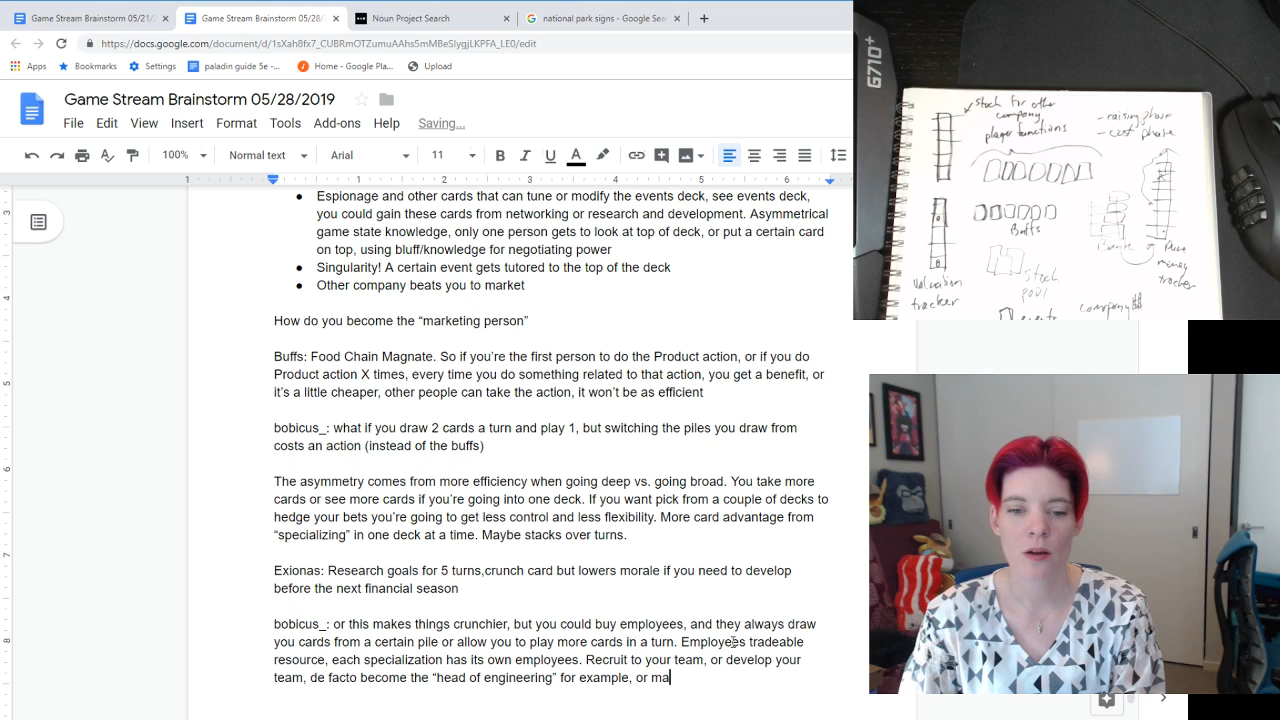 Game Stream Brainstorm 05/21/
Game Stream Brainstorm 05/28/
Noun Project Search
national park signs - Google Sea
https://docs.google.com/document/d/1sXah8fx7_CUBRmOTZumuAAhs5mMBeSlygjLKPFA_LE0/edit
Apps
Bookmarks
Settings
paladin guide 5e -
Home - Google Pla...
Upload
Game Stream Brainstorm 05/28/2019
File Edit View Insert Format Tools Add-ons Help Saving...
100% Normal text Arial 11 B I U A
Espionage and other cards that can tune or modify the events deck, see events deck,
you could gain these cards from networking or research and development. Asymmetrical
game state knowledge, only one person gets to look at top of deck, or put a certain card
on top, using bluff/knowledge for negotiating power
Singularity! A certain event gets tutored to the top of the deck
Other company beats you to market
How do you become the “marketing person”
Buffs: Food Chain Magnate. So if you’re the first person to do the Product action, or if you do
Product action X times, every time you do something related to that action, you get a benefit, or
it’s a little cheaper, other people can take the action, it won’t be as efficient
bobicus_: what if you draw 2 cards a turn and play 1, but switching the piles you draw from
costs an action (instead of the buffs)
The asymmetry comes from more efficiency when going deep vs. going broad. You take more
cards or see more cards if you’re going into one deck. If you want pick from a couple of decks to
hedge your bets you’re going to get less control and less flexibility. More card advantage from
“specializing” in one deck at a time. Maybe stacks over turns.
Exionas: Research goals for 5 turns,crunch card but lowers morale if you need to develop
before the next financial season
bobicus_: or this makes things crunchier, but you could buy employees, and they always draw
you cards from a certain pile or allow you to play more cards in a turn. Employees tradeable
resource, each specialization has its own employees. Recruit to your team, or develop your
team, de facto become the “head of engineering” for example, or ma
G710+
stock for other
company
player functions
- raising phase
- cost phase
Buffs
stock
pool
valuation
tracker
money
tracker
events
company